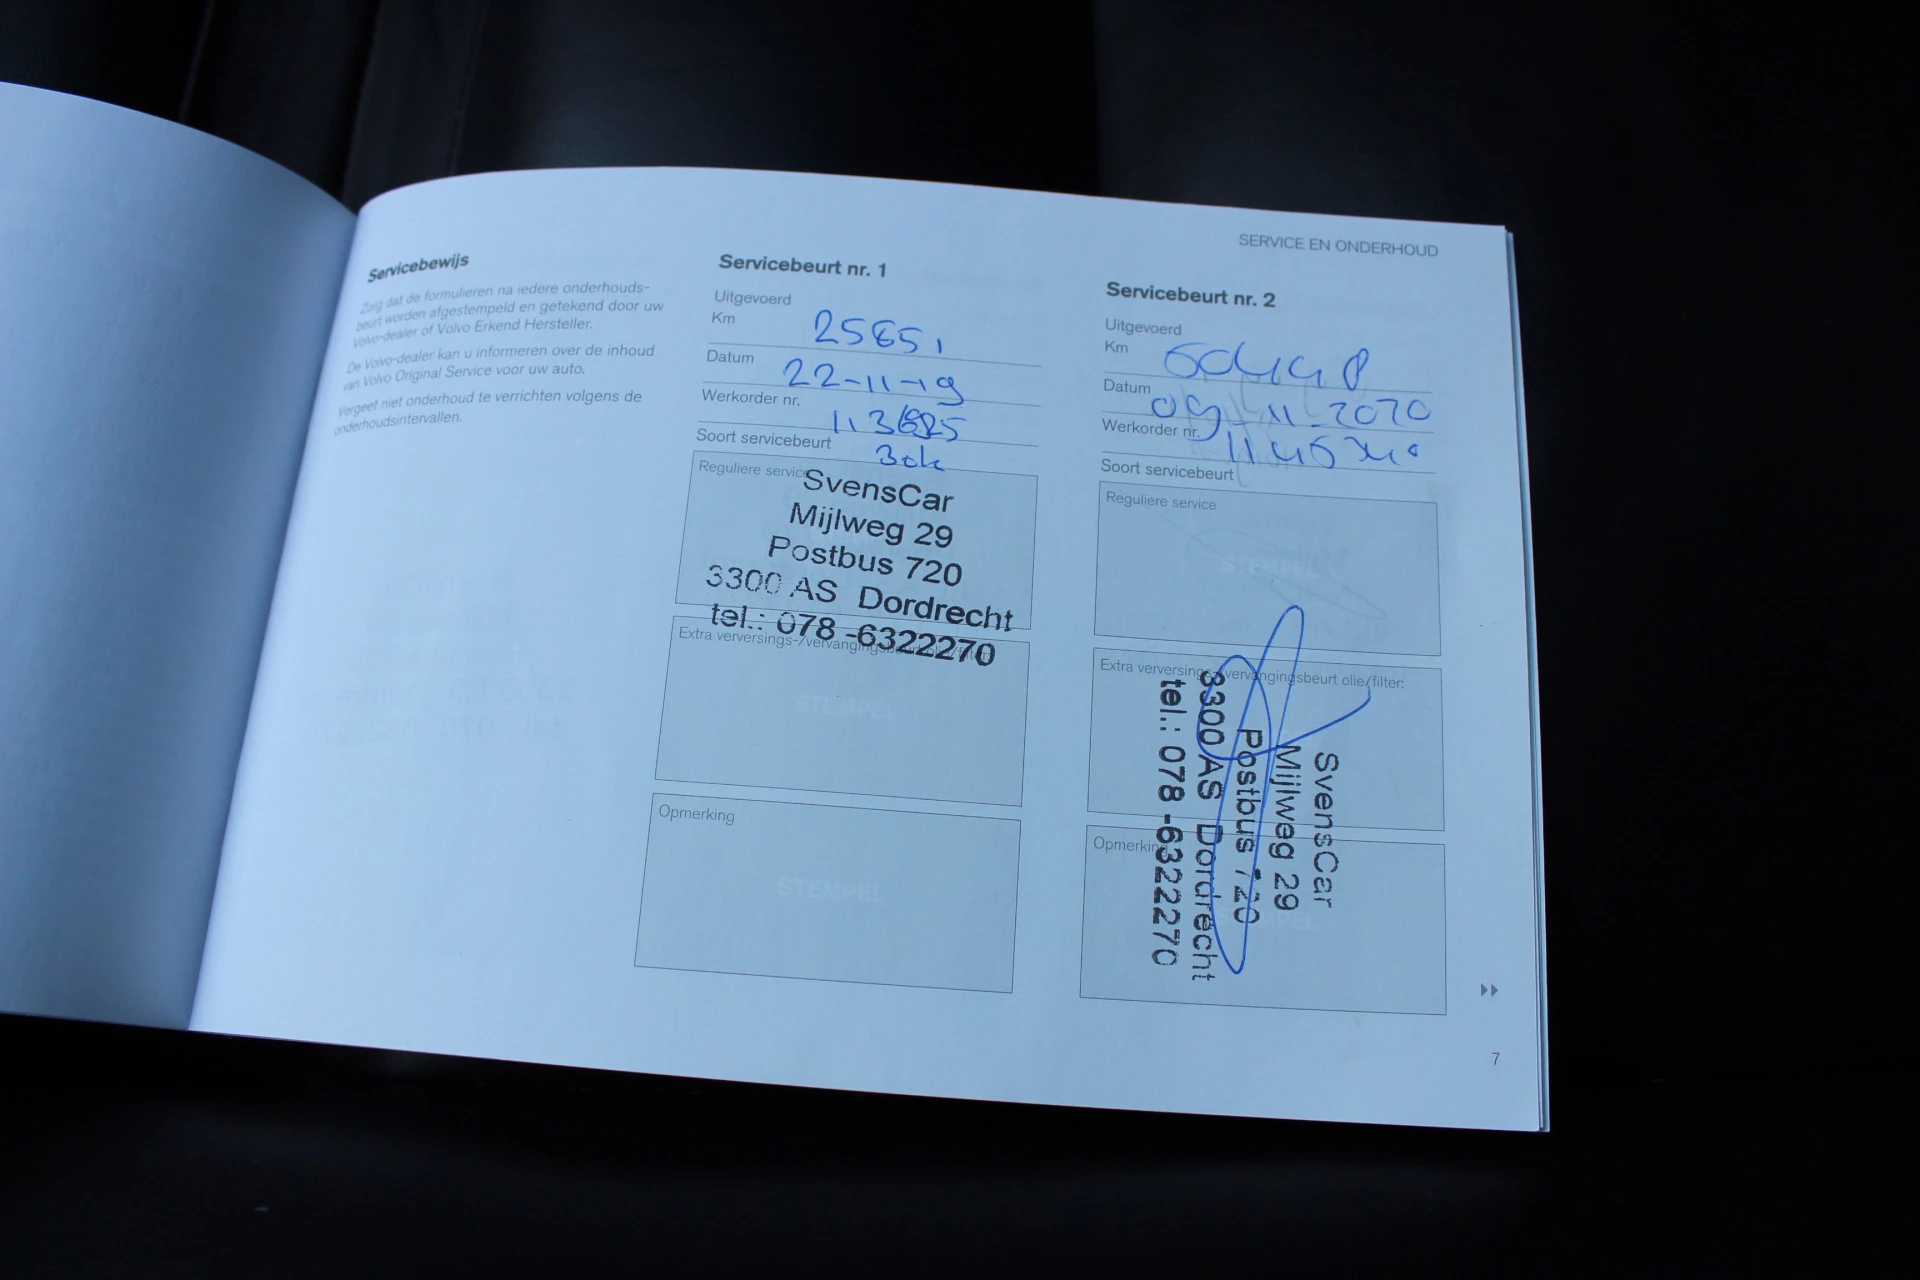 SERVICE EN ONDERHOUD
Servicebewijs
Zorg dat de formulieren na iedere onderhouds-
beurt worden afgestempeld en getekend door uw
Volvo-dealer of Volvo Erkend Hersteller.
De Volvo-dealer kan u informeren over de inhoud
van Volvo Original Service voor uw auto.
Vergeet niet onderhoud te verrichten volgens de
onderhoudsintervallen.
Servicebeurt nr. 1
Uitgevoerd
Km
Datum 22-11-19
Werkorder nr.
Soort servicebeurt
Reguliere service
SvensCar
Mijlweg 29
Postbus 720
3300 AS Dordrecht
tel.: 078 -6322270
Extra verversings-/vervangingsbeurt olie/filter:
STEMPEL
Opmerking
STEMPEL
Servicebeurt nr. 2
Uitgevoerd
Km
Datum 09-11-2020
Werkorder nr.
Soort servicebeurt
Reguliere service
STEMPEL
Extra verversings-/vervangingsbeurt olie/filter:
SvensCar
Mijlweg 29
Postbus 720
3300 AS Dordrecht
tel.: 078 -6322270
Opmerking
STEMPEL
7